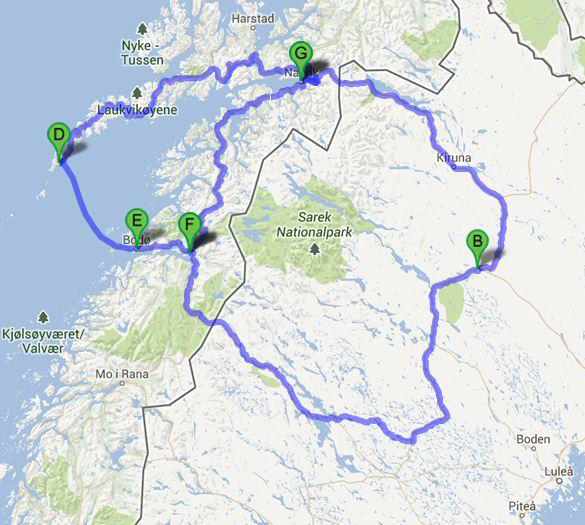 Harstad
Nyke -
Tussen
G
Narvik
Laukvikøyene
D
Kiruna
Sarek
Nationalpark
E
F
B
Bodø
Kjølsøyværet/
Valvær
Mo i Rana
Boden
Luleå
Piteå